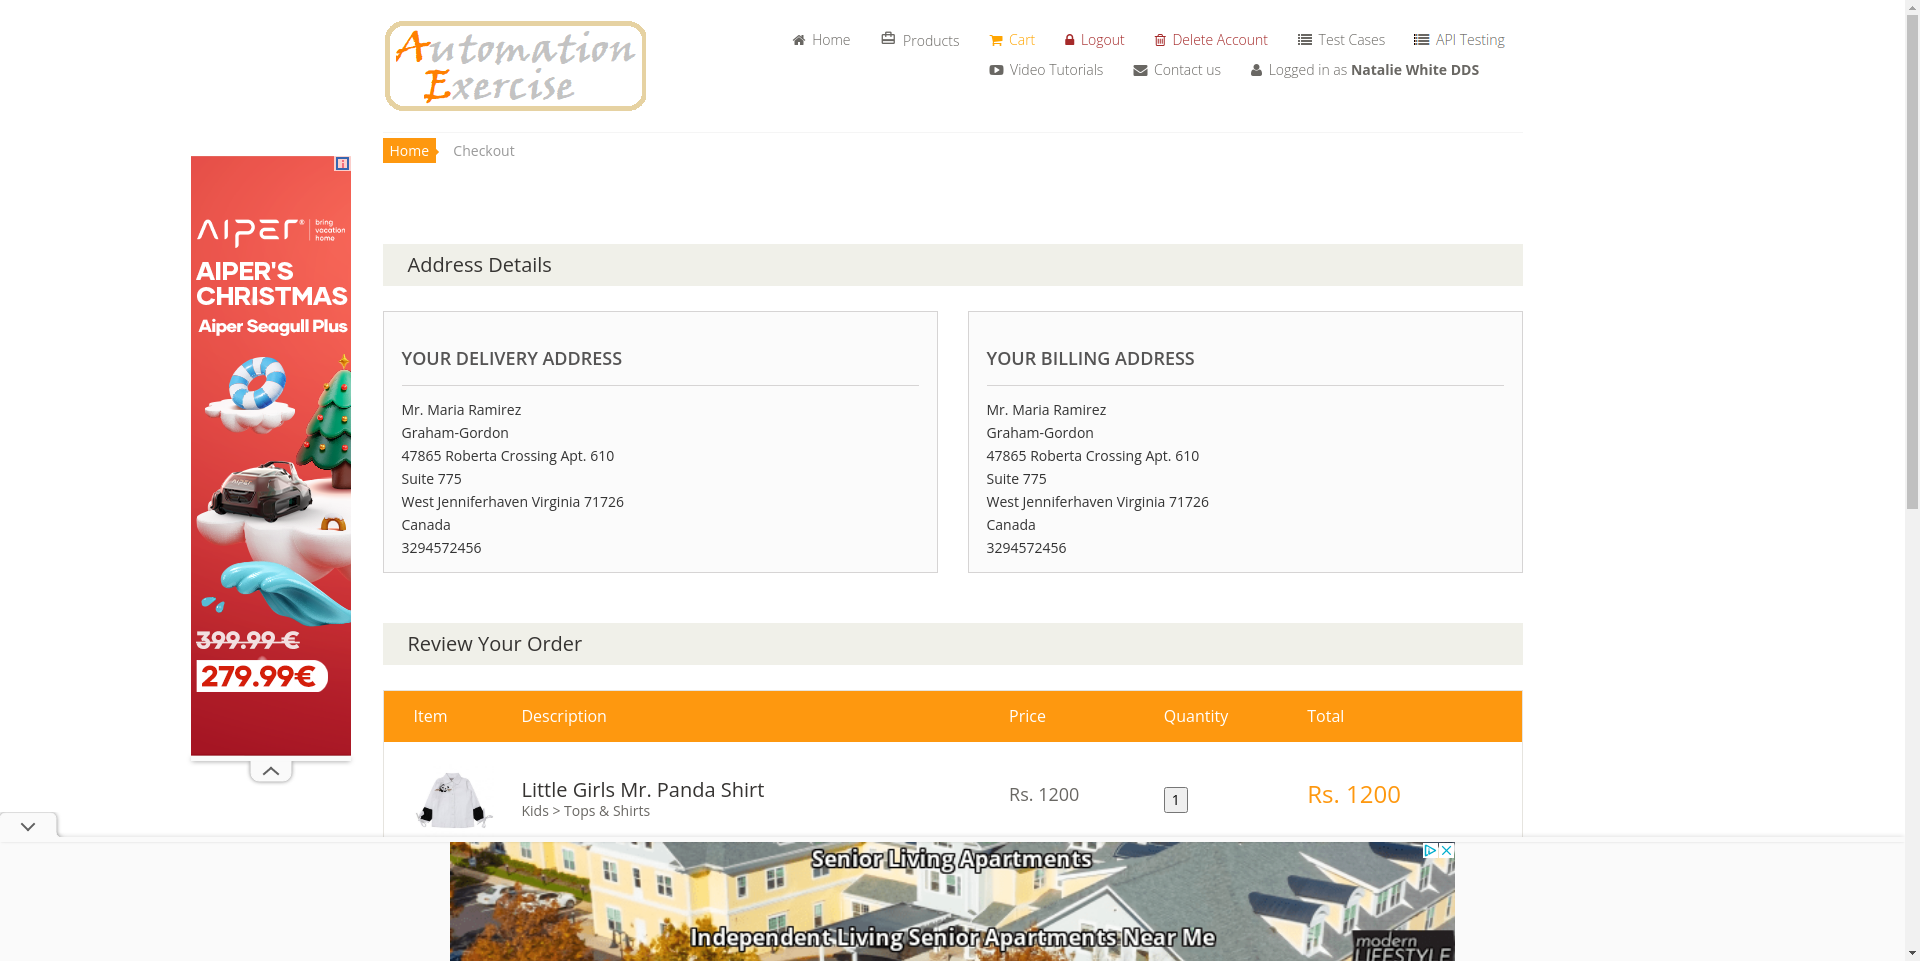 Automation
Exercise
Home
Products
Cart
Logout
Delete Account
Test Cases
API Testing
Video Tutorials
Contact us
Logged in as Natalie White DDS
Home
Checkout
AIPER® bring vacation home
AIPER'S
CHRISTMAS
Aiper Seagull Plus
399.99 €
279.99€
Address Details
YOUR DELIVERY ADDRESS
Mr. Maria Ramirez
Graham-Gordon
47865 Roberta Crossing Apt. 610
Suite 775
West Jenniferhaven Virginia 71726
Canada
3294572456
YOUR BILLING ADDRESS
Mr. Maria Ramirez
Graham-Gordon
47865 Roberta Crossing Apt. 610
Suite 775
West Jenniferhaven Virginia 71726
Canada
3294572456
Review Your Order
Item Description Price Quantity Total
Little Girls Mr. Panda Shirt
Kids > Tops & Shirts
Rs. 1200
1
Rs. 1200
Senior Living Apartments
Independent Living Senior Apartments Near Me
modern
LIFESTYLE